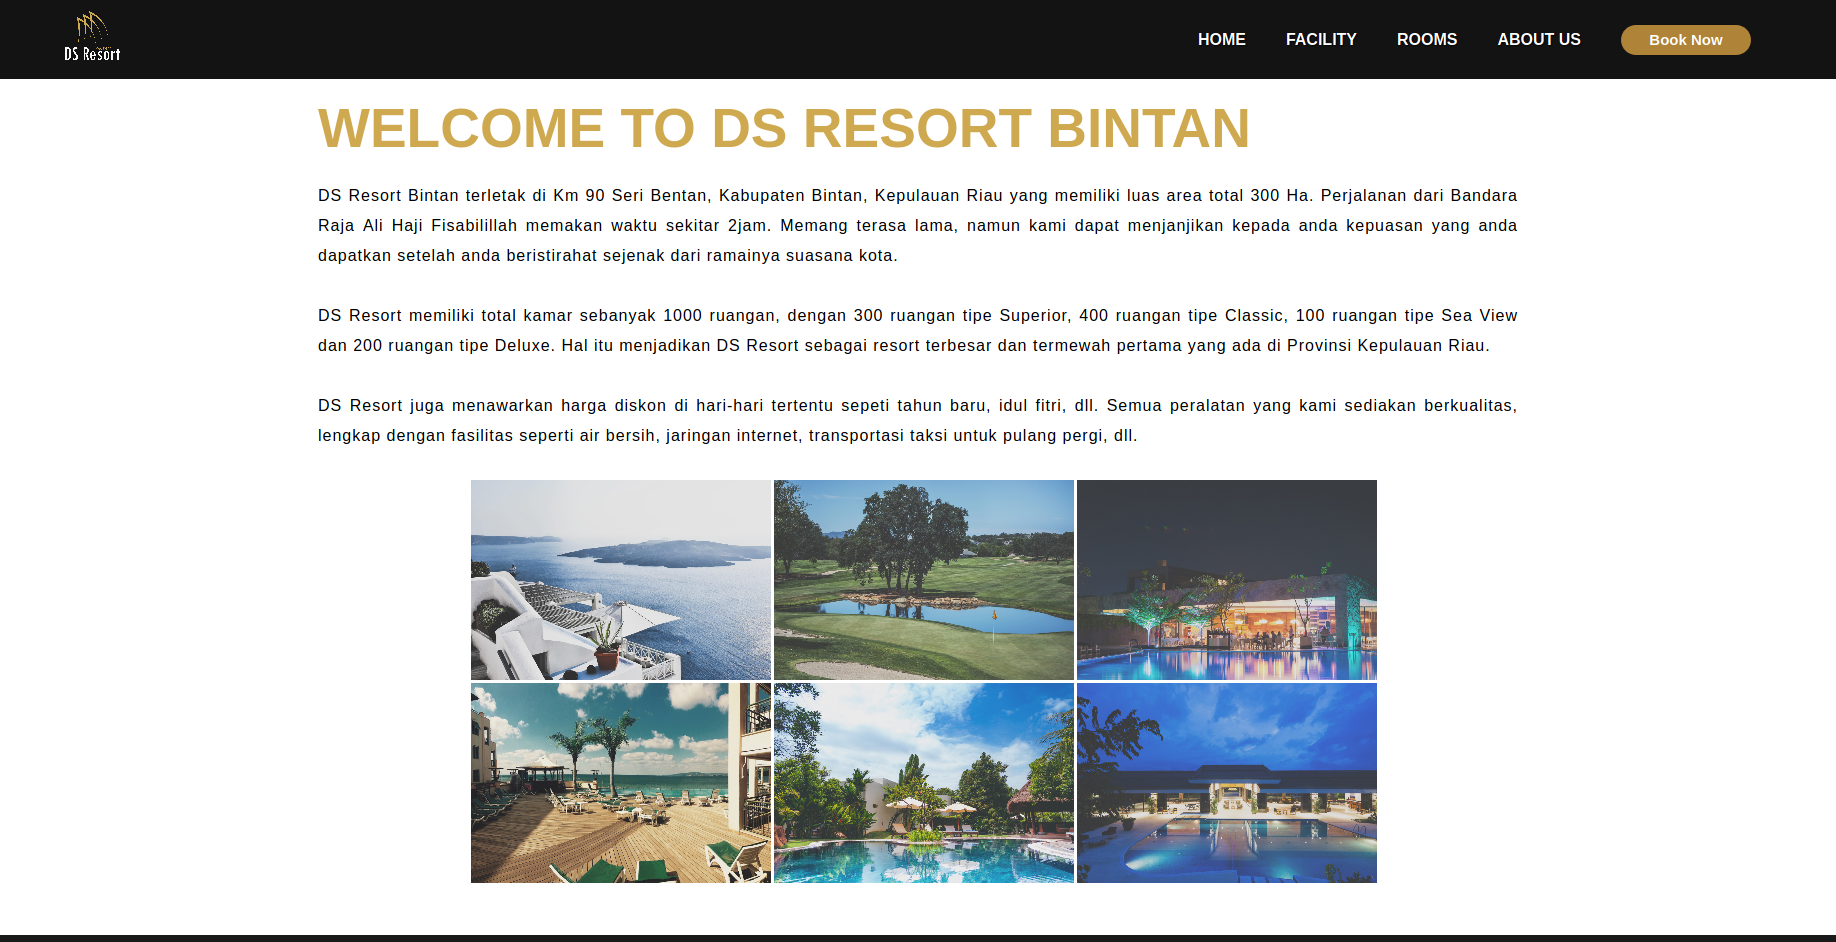 DS Resort
HOME
FACILITY
ROOMS
ABOUT US
Book Now
WELCOME TO DS RESORT BINTAN
DS Resort Bintan terletak di Km 90 Seri Bentan, Kabupaten Bintan, Kepulauan Riau yang memiliki luas area total 300 Ha. Perjalanan dari Bandara
Raja Ali Haji Fisabilillah memakan waktu sekitar 2jam. Memang terasa lama, namun kami dapat menjanjikan kepada anda kepuasan yang anda
dapatkan setelah anda beristirahat sejenak dari ramainya suasana kota.
DS Resort memiliki total kamar sebanyak 1000 ruangan, dengan 300 ruangan tipe Superior, 400 ruangan tipe Classic, 100 ruangan tipe Sea View
dan 200 ruangan tipe Deluxe. Hal itu menjadikan DS Resort sebagai resort terbesar dan termewah pertama yang ada di Provinsi Kepulauan Riau.
DS Resort juga menawarkan harga diskon di hari-hari tertentu sepeti tahun baru, idul fitri, dll. Semua peralatan yang kami sediakan berkualitas,
lengkap dengan fasilitas seperti air bersih, jaringan internet, transportasi taksi untuk pulang pergi, dll.